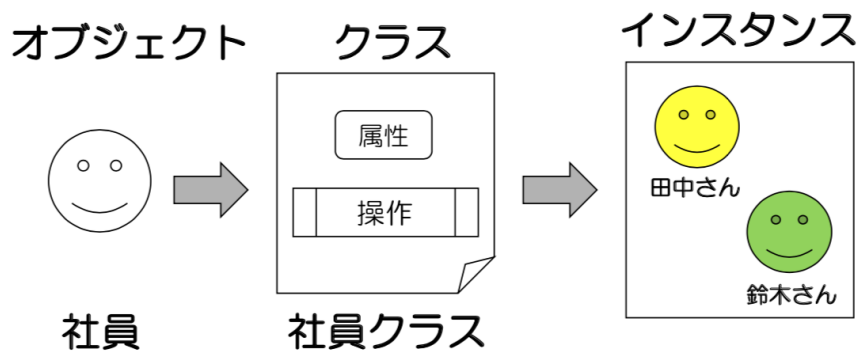 オブジェクト
クラス
インスタンス
属性
操作
田中さん
鈴木さん
社員
社員クラス